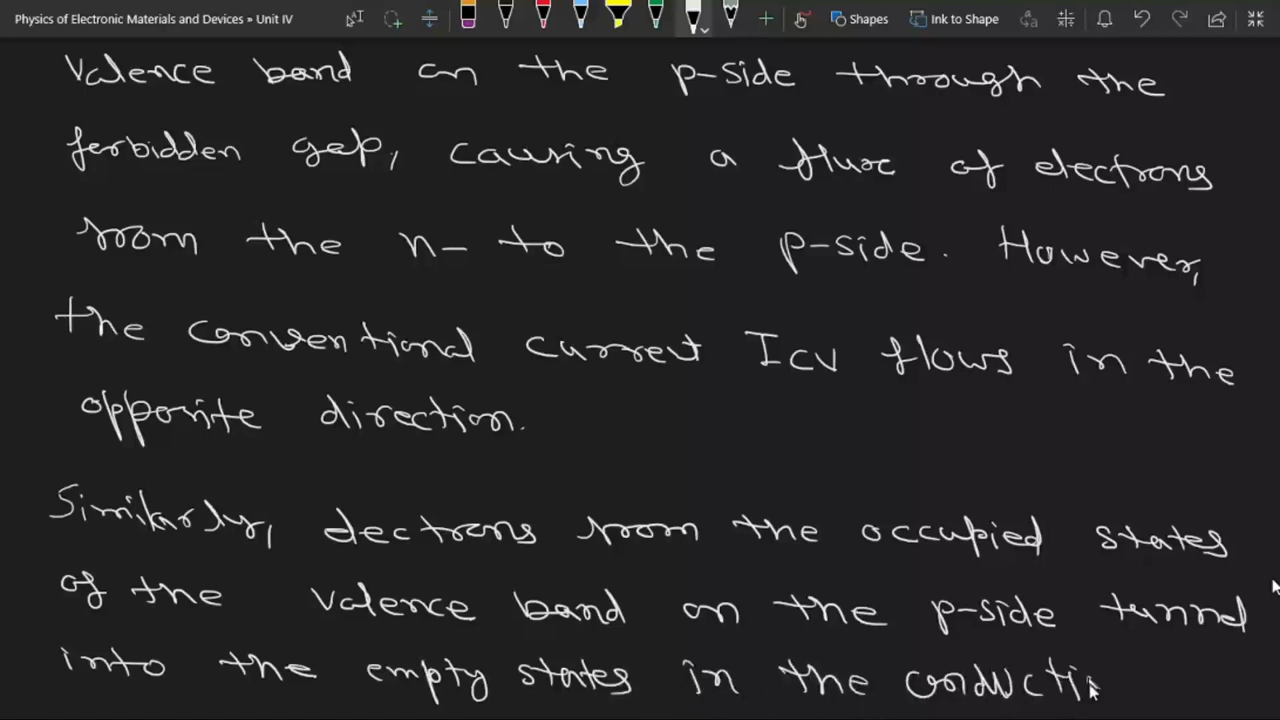 Physics of Electronic Materials and Devices » Unit IV
Shapes
Ink to Shape
Valence band on the p-side through the
forbidden gap, causing a flux of electrons
from the n- to the p-side. However,
the conventional current Icv flows in the
opposite direction.
Similarly, electrons from the occupied states
of the valence band on the p-side tunnel
into the empty states in the conducti